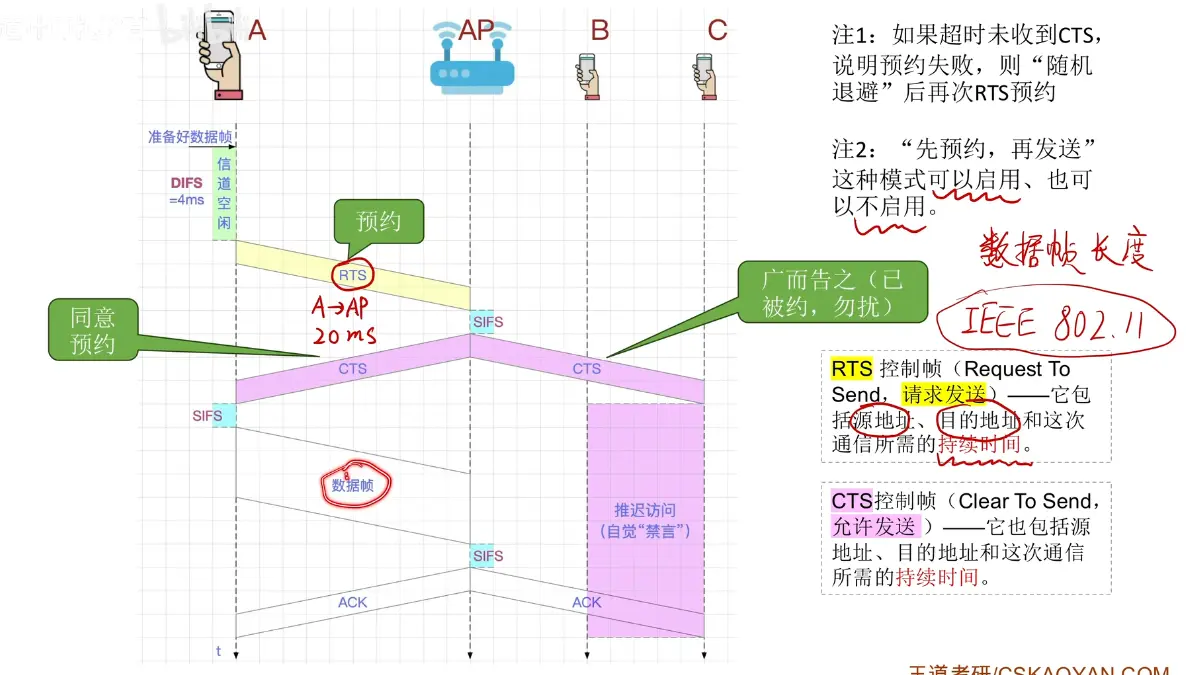 A
AP
B
C
准备好数据帧
DIFS
=4ms
信
道
空
闲
预约
RTS
A→AP
20ms
同意
预约
SIFS
广而告之（已
被约，勿扰）
CTS
CTS
SIFS
数据帧
推迟访问
（自觉“禁言”）
SIFS
ACK
ACK
t
注1：如果超时未收到CTS，
说明预约失败，则“随机
退避”后再次RTS预约
注2：“先预约，再发送”
这种模式可以启用、也可
以不启用。
数据帧长度
IEEE 802.11
RTS 控制帧（Request To
Send，请求发送）——它包
括源地址、目的地址和这次
通信所需的持续时间。
CTS控制帧（Clear To Send，
允许发送 ）——它也包括源
地址、目的地址和这次通信
所需的持续时间。
王道考研/CSKAOYAN.COM